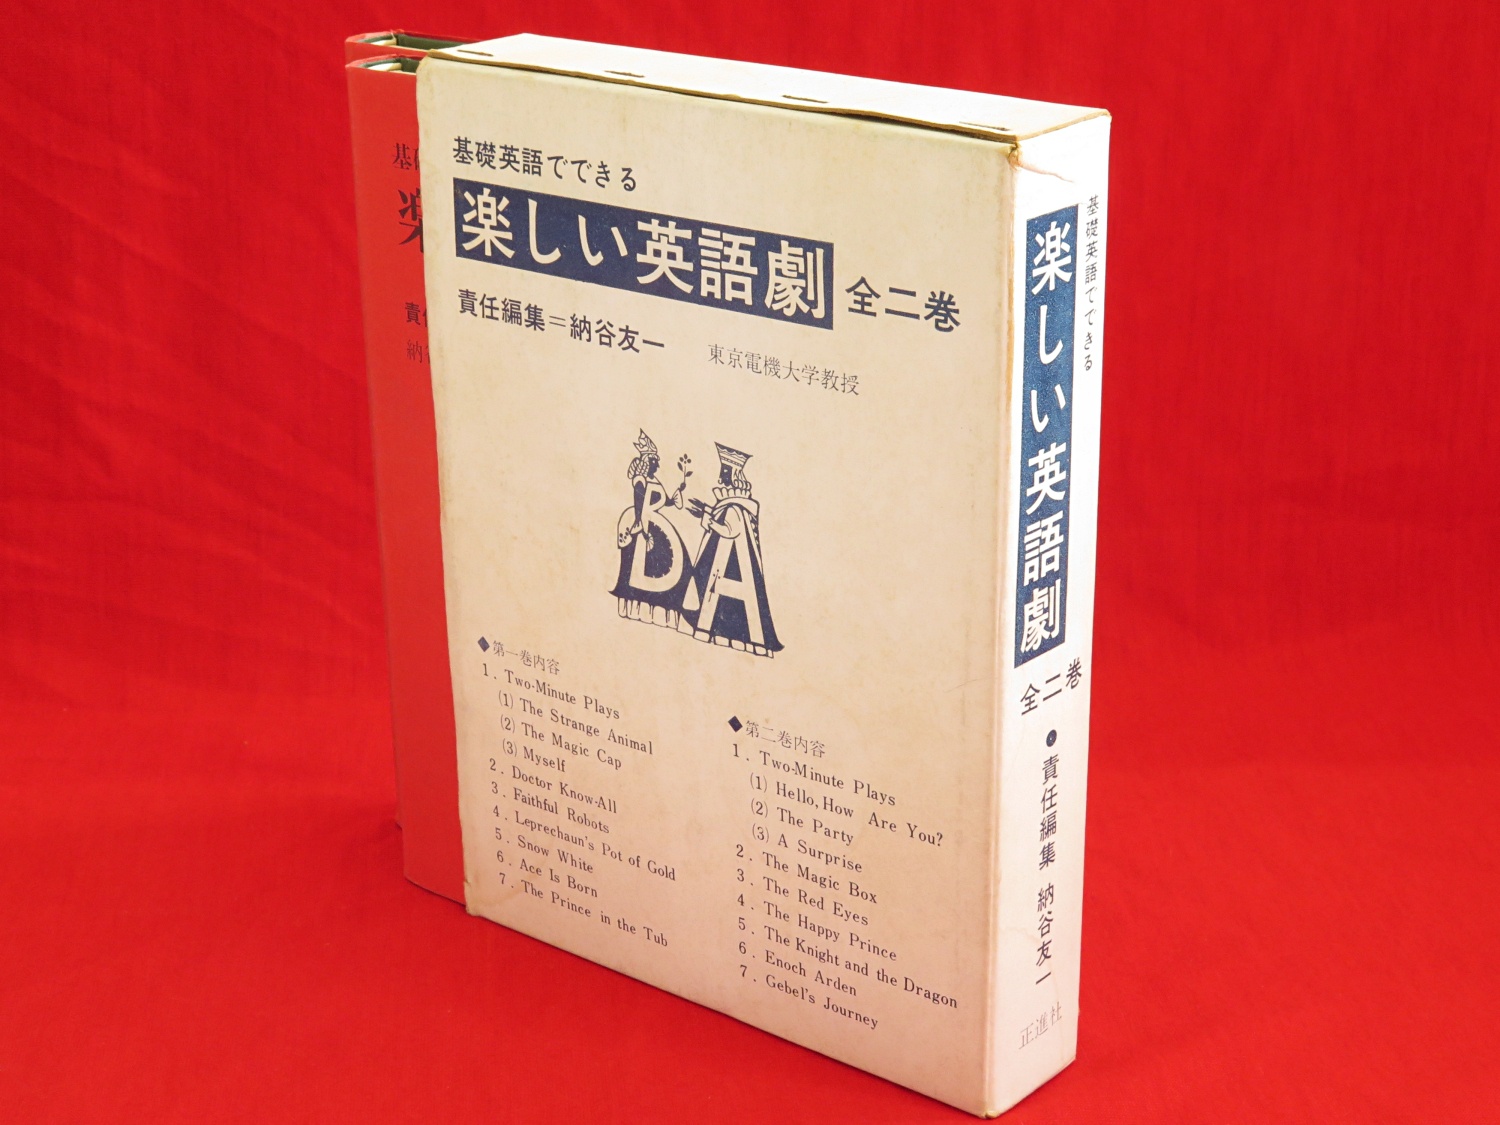 基礎英語でできる
楽しい英語劇 全二巻
責任編集=納谷友一 東京電機大学教授
B A
◆第一巻内容
1. Two-Minute Plays
(1) The Strange Animal
(2) The Magic Cap
(3) Myself
2. Doctor Know-All
3. Faithful Robots
4. Leprechaun's Pot of Gold
5. Snow White
6. Ace Is Born
7. The Prince in the Tub
◆第二巻内容
1. Two-Minute Plays
(1) Hello, How Are You?
(2) The Party
(3) A Surprise
2. The Magic Box
3. The Red Eyes
4. The Happy Prince
5. The Knight and the Dragon
6. Enoch Arden
7. Gebel's Journey
基礎英語でできる
楽しい英語劇 全二巻 ●責任編集 納谷友一
正進社
基礎
楽
責任
納谷